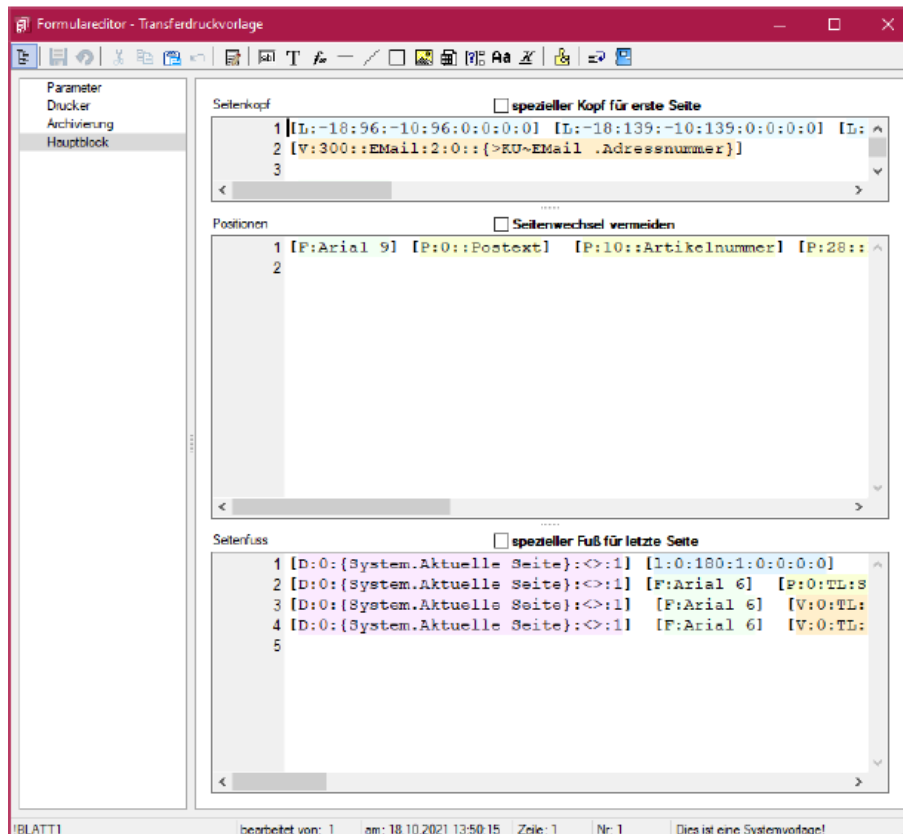 Formulareditor - Transferdruckvorlage
Parameter
Drucker
Archivierung
Hauptblock
Seitenkopf
spezieller Kopf für erste Seite
1 [L:-18:96:-10:96:0:0:0:0] [L:-18:139:-10:139:0:0:0:0] [L:
2 [V:300::EMail:2:0::{>KU~EMail .Adressnummer}]
3
Positionen
Seitenwechsel vermeiden
1 [F:Arial 9] [P:0::Postext] [P:10::Artikelnummer] [P:28::
2
Seitenfuss
spezieller Fuß für letzte Seite
1 [D:0:{System.Aktuelle Seite}:<>:1] [l:0:180:1:0:0:0:0]
2 [D:0:{System.Aktuelle Seite}:<>:1] [F:Arial 6] [P:0:TL:S
3 [D:0:{System.Aktuelle Seite}:<>:1] [F:Arial 6] [V:0:TL:
4 [D:0:{System.Aktuelle Seite}:<>:1] [F:Arial 6] [V:0:TL:
5
!BLATT1 bearbeitet von: 1 am: 18.10.2021 13:50:15 Zeile: 1 Nr: 1 Dies ist eine Systemvorlage!